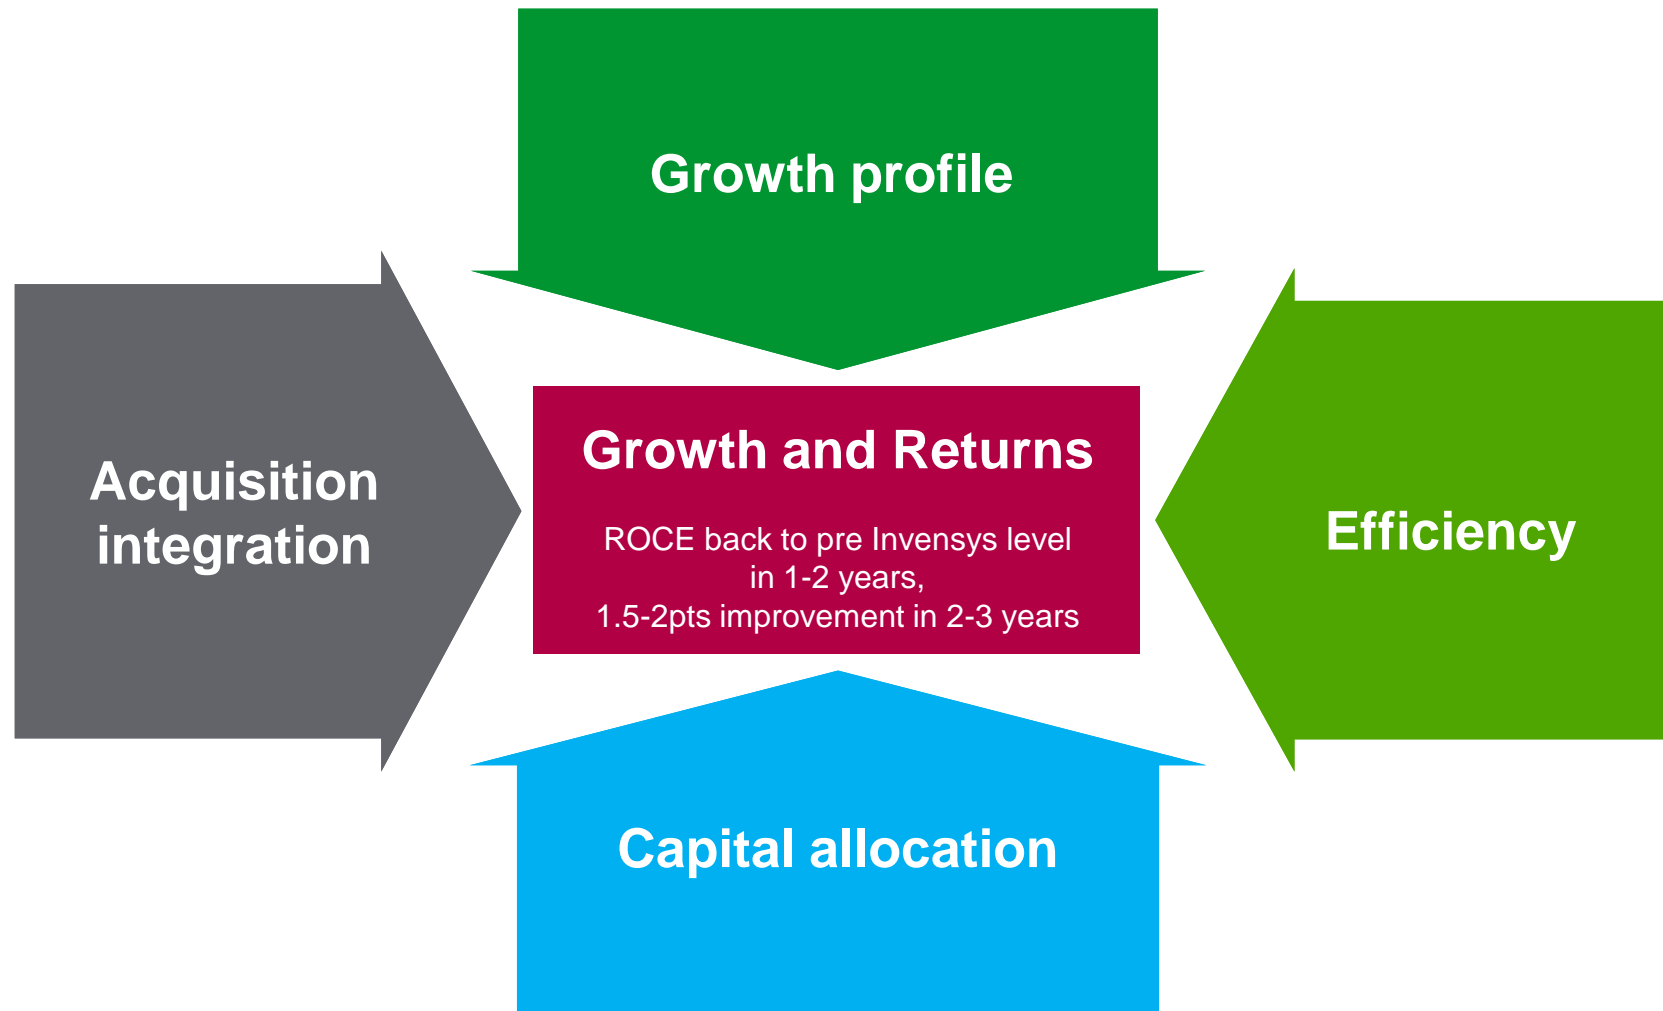 Growth profile
Acquisition
integration
Growth and Returns
ROCE back to pre Invensys level
in 1-2 years,
1.5-2pts improvement in 2-3 years
Efficiency
Capital allocation